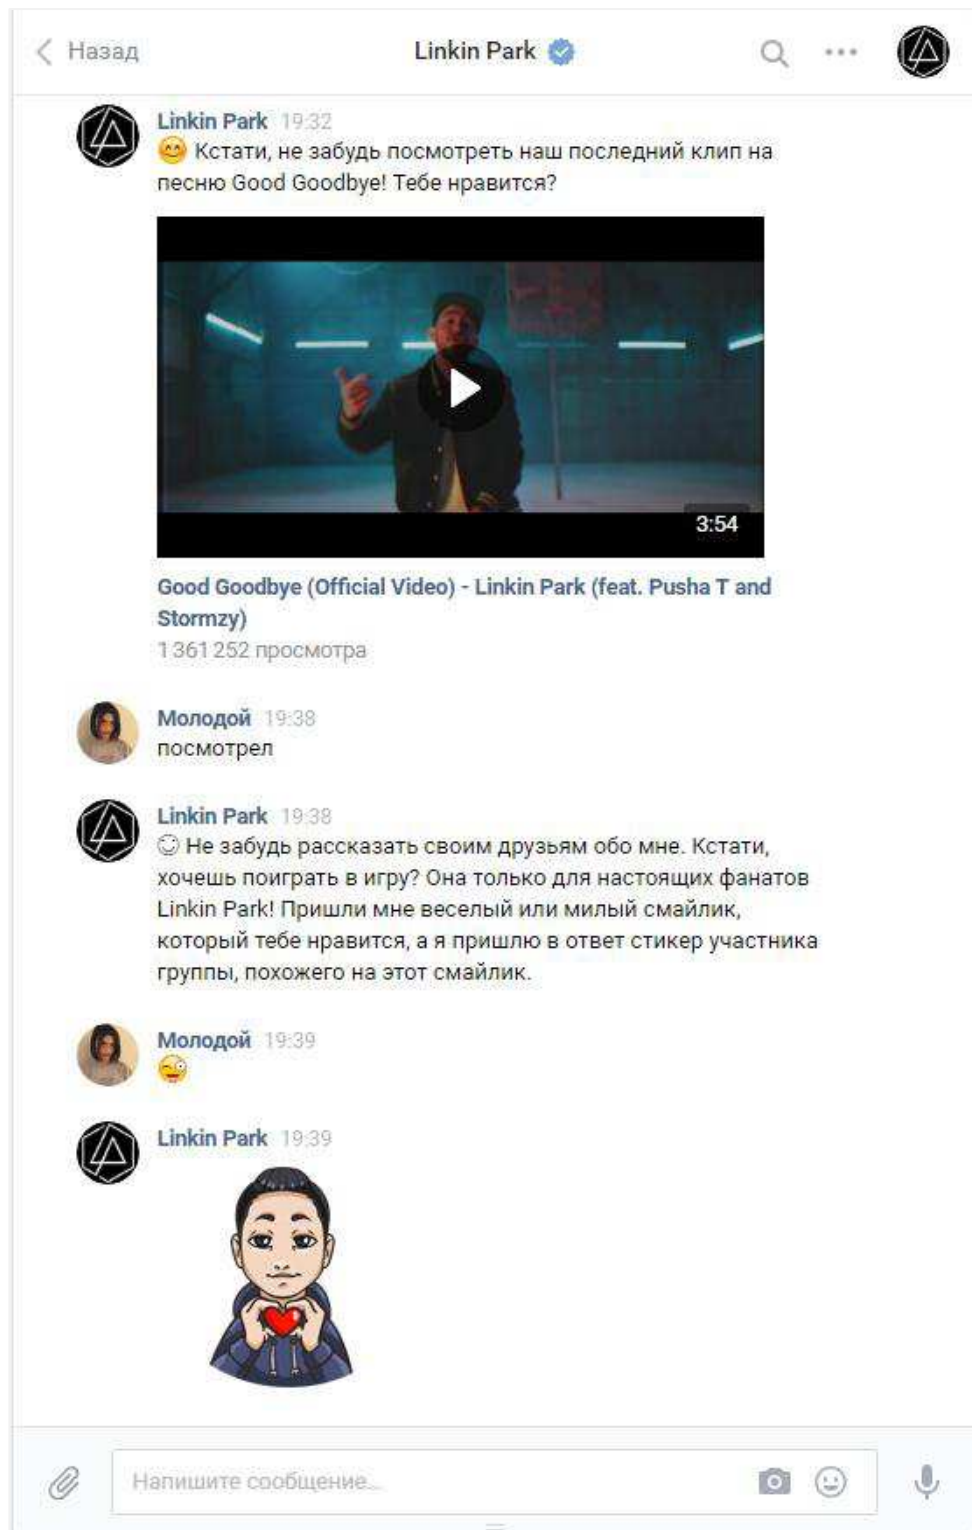 Назад
Linkin Park
Linkin Park 19:32
😊 Кстати, не забудь посмотреть наш последний клип на
песню Good Goodbye! Тебе нравится?
3:54
Good Goodbye (Official Video) - Linkin Park (feat. Pusha T and
Stormzy)
1 361 252 просмотра
Молодой 19:38
посмотрел
Linkin Park 19:38
Не забудь рассказать своим друзьям обо мне. Кстати,
хочешь поиграть в игру? Она только для настоящих фанатов
Linkin Park! Пришли мне веселый или милый смайлик,
который тебе нравится, а я пришлю в ответ стикер участника
группы, похожего на этот смайлик.
Молодой 19:39
😜
Linkin Park 19:39
Напишите сообщение...